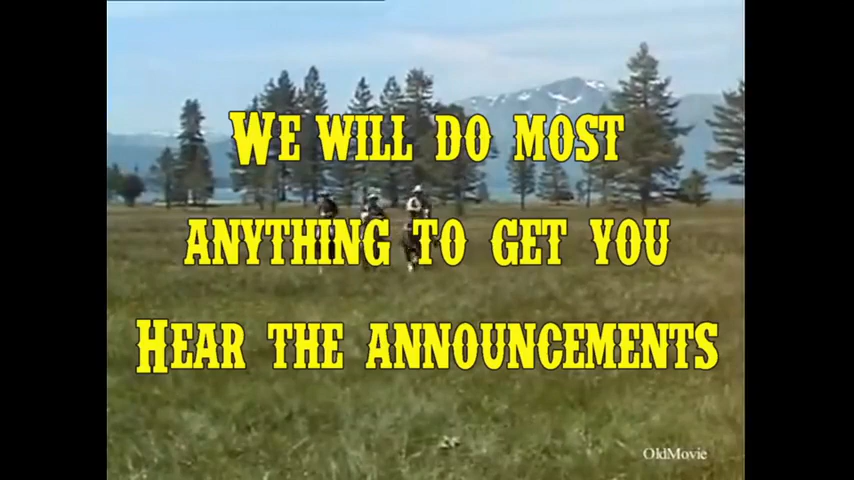 We will do most
anything to get you
Hear the announcements
OldMovie